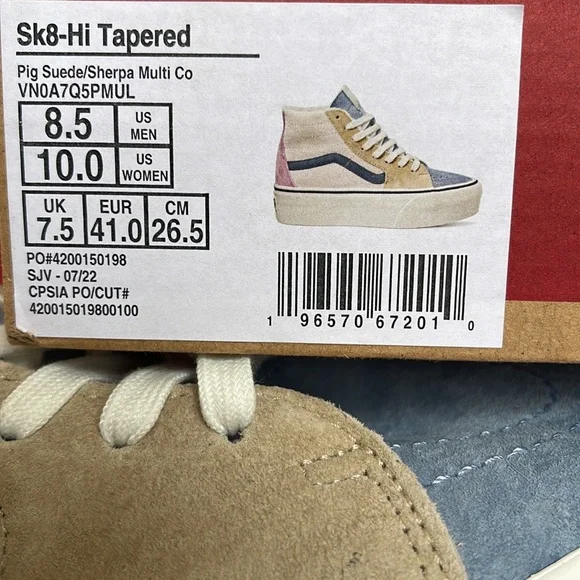 Sk8-Hi Tapered
Pig Suede/Sherpa Multi Co
VN0A7Q5PMUL
8.5 US MEN
10.0 US WOMEN
UK 7.5 EUR 41.0 CM 26.5
PO#4200150198
SJV - 07/22
CPSIA PO/CUT#
420015019800100
1 96570 67201 0